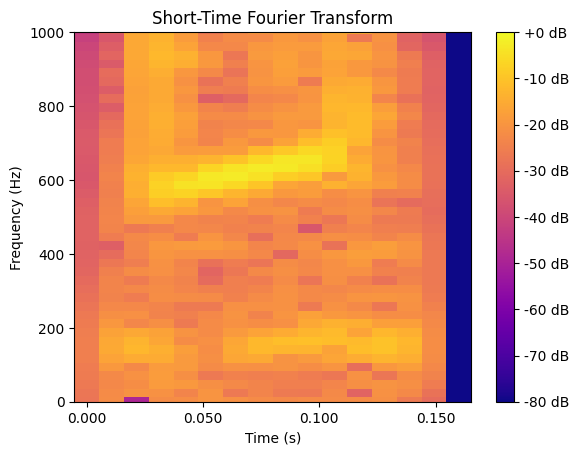 Short-Time Fourier Transform
1000
800
600
400
200
0
Frequency (Hz)
0.000
0.050
0.100
0.150
Time (s)
+0 dB
-10 dB
-20 dB
-30 dB
-40 dB
-50 dB
-60 dB
-70 dB
-80 dB